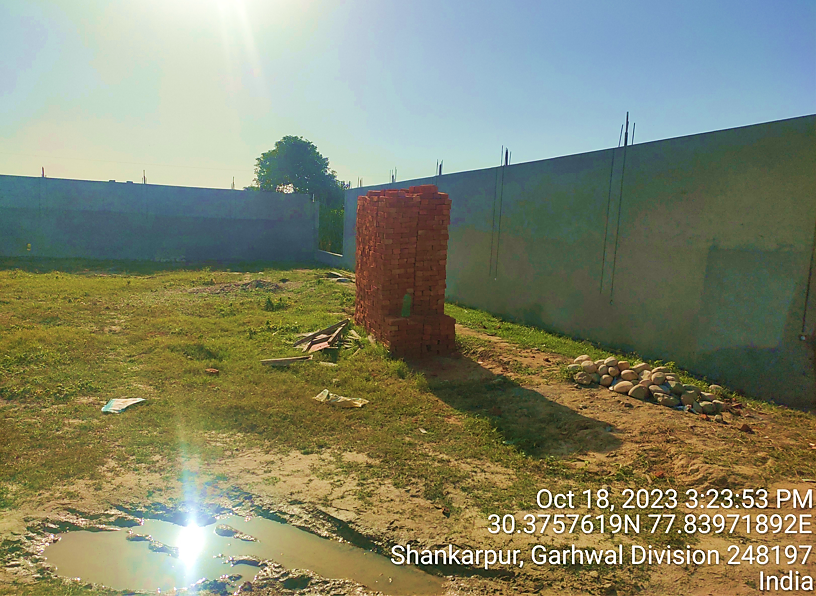 Oct 18, 2023 3:23:53 PM
30.3757619N 77.83971892E
Shankarpur, Garhwal Division 248197
India